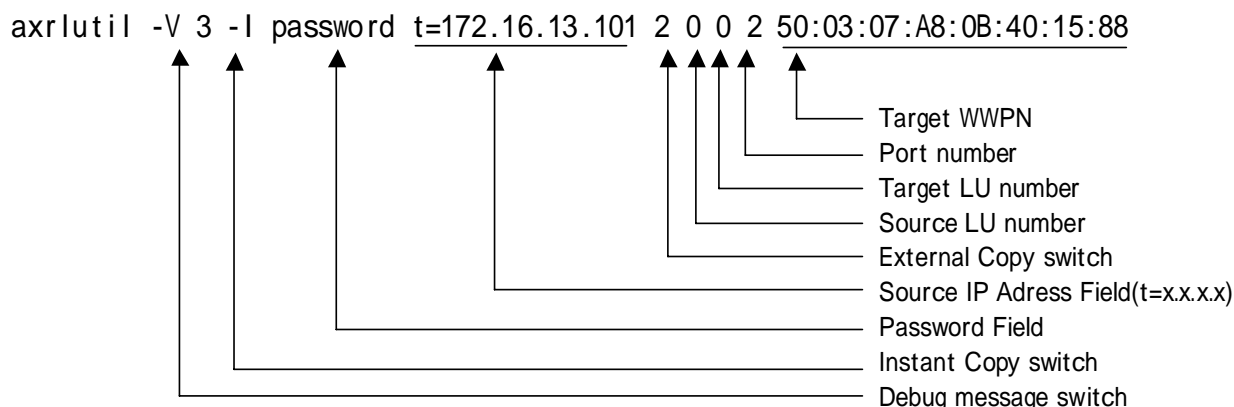 axrlutil -V 3 -I password t=172.16.13.101 2 0 0 2 50:03:07:A8:0B:40:15:88
Target WWPN
Port number
Target LU number
Source LU number
External Copy switch
Source IP Adress Field(t=x.x.x.x)
Password Field
Instant Copy switch
Debug message switch